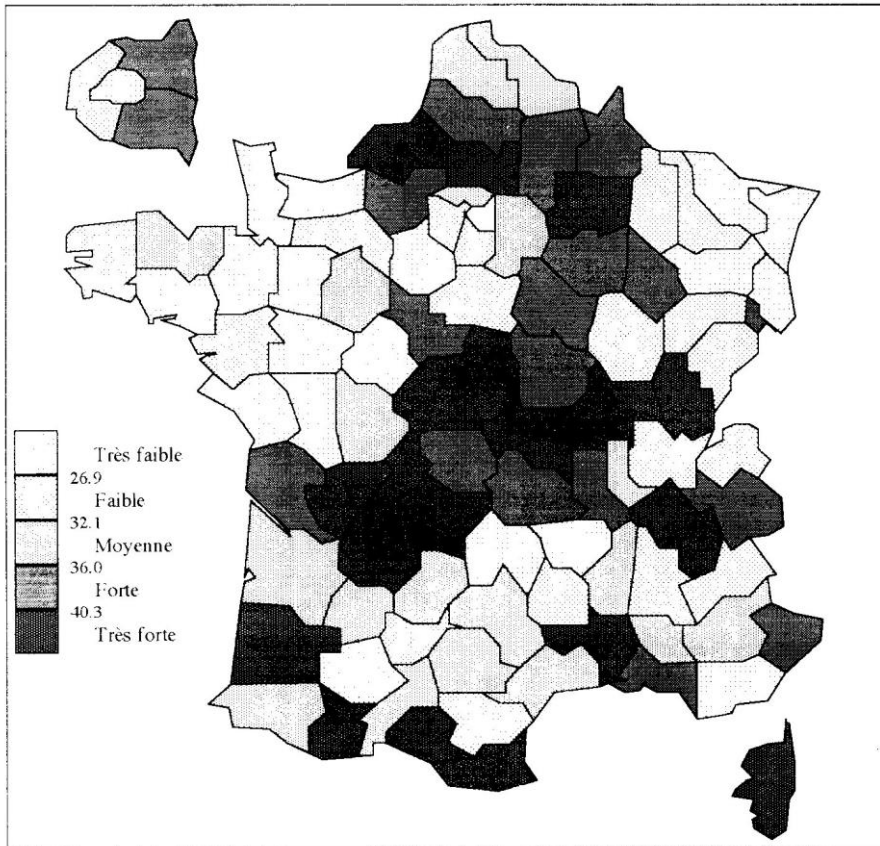 Très faible
26.9
Faible
32.1
Moyenne
36.0
Forte
40.3
Très forte